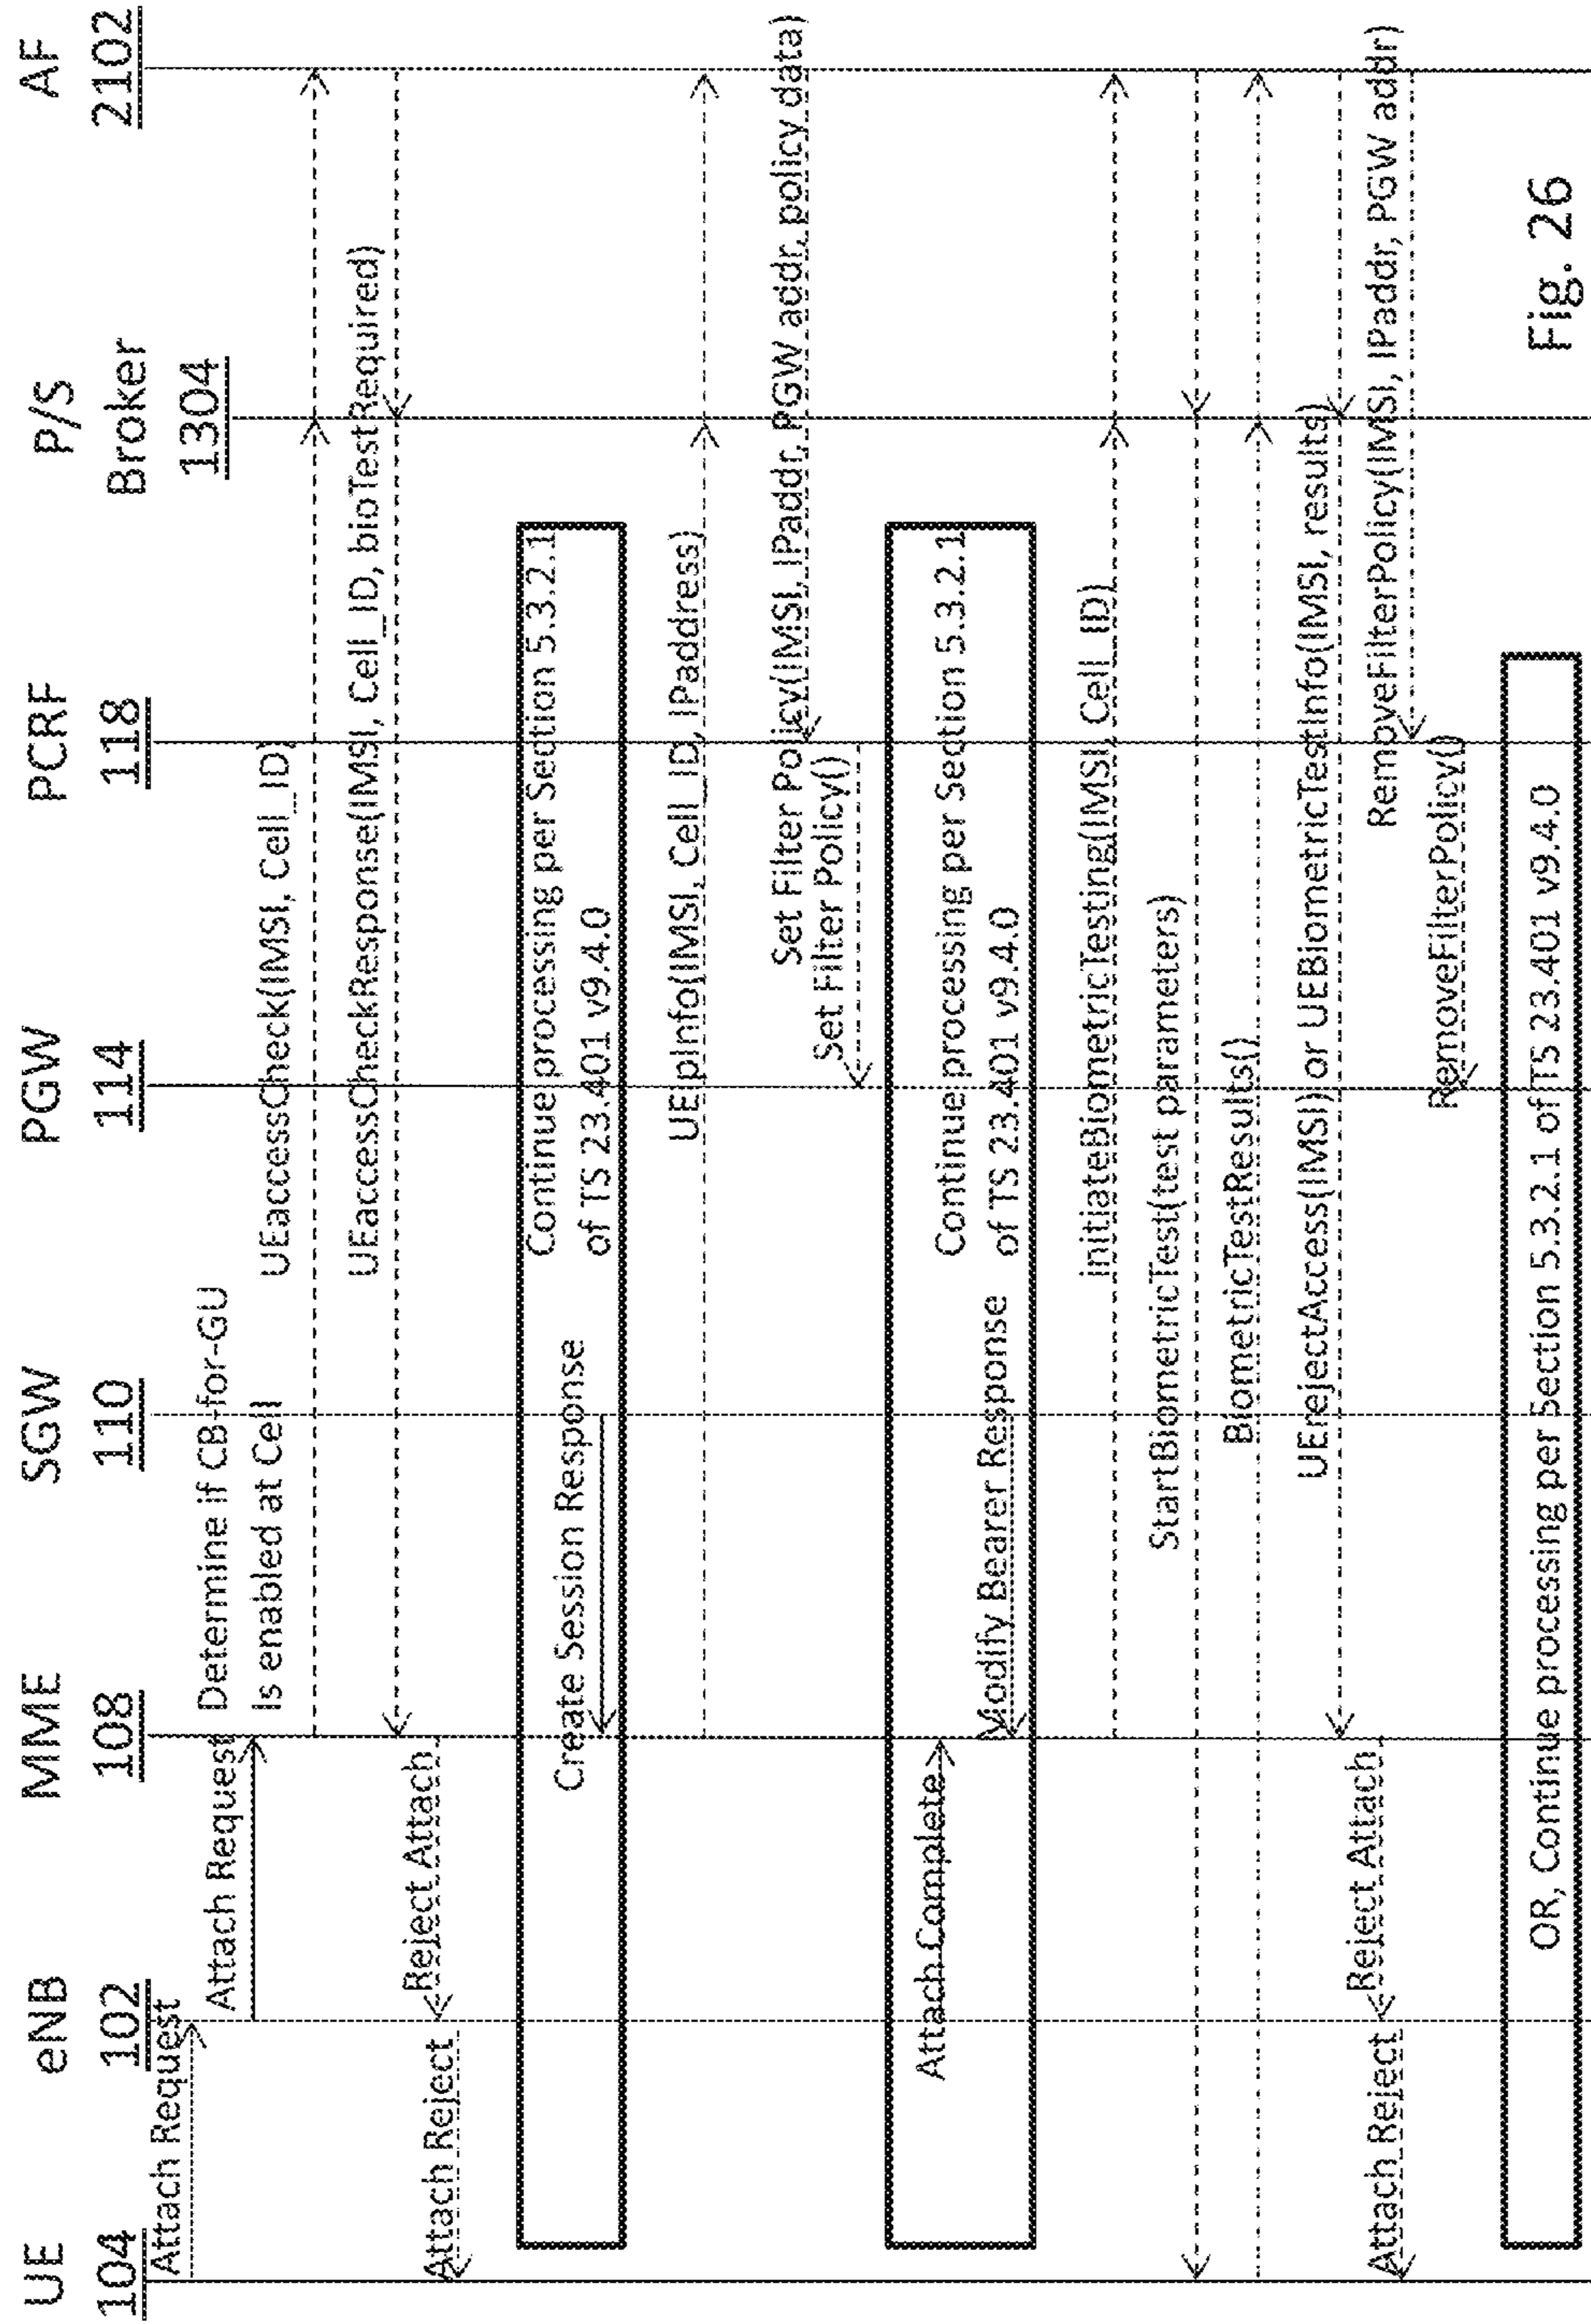 UE
104
eNB
102
MME
108
SGW
110
PGW
114
PCRF
118
P/S
Broker
1304
AF
2102
Attach Request
Attach Request
Determine if CB-for-GU
Is enabled at Cell
UEaccessCheck(IMSI, Cell_ID)
UEaccessCheckResponse(IMSI, Cell_ID, bioTestRequired)
Reject Attach
Attach Reject
Continue processing per Section 5.3.2.1
of TS 23.401 v9.4.0
Create Session Response
UEipInfo(IMSI, Cell_ID, IPaddress)
Set Filter Policy(IMSI, IPaddr, PGW addr, policy data)
Set Filter Policy()
Attach Complete
Continue processing per Section 5.3.2.1
of TS 23.401 v9.4.0
Modify Bearer Response
InitiateBiometricTesting(IMSI, Cell_ID)
StartBiometricTest(test parameters)
BiometricTestResults()
UErejectAccess(IMSI) or UEBiometricTestInfo(IMSI, results)
Reject Attach
Attach Reject
RemoveFilterPolicy(IMSI, IPaddr, PGW addr)
RemoveFilterPolicy()
OR, Continue processing per Section 5.3.2.1 of TS 23.401 v9.4.0
Fig. 26